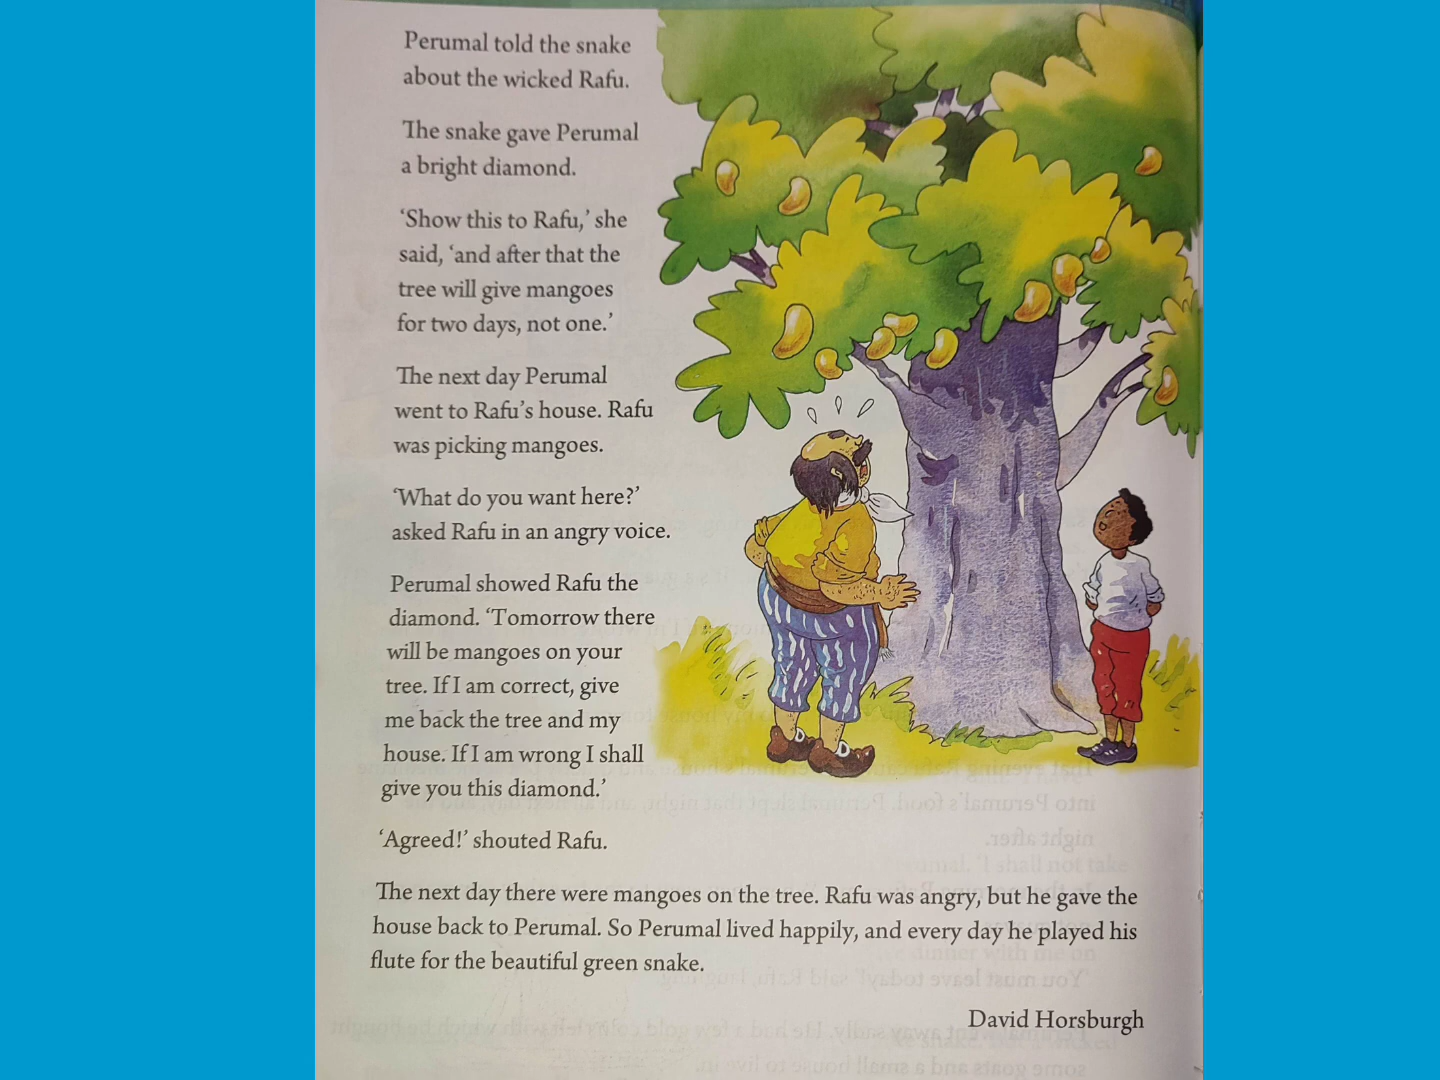 Perumal told the snake
about the wicked Rafu.
The snake gave Perumal
a bright diamond.
‘Show this to Rafu,’ she
said, ‘and after that the
tree will give mangoes
for two days, not one.’
The next day Perumal
went to Rafu’s house. Rafu
was picking mangoes.
‘What do you want here?’
asked Rafu in an angry voice.
Perumal showed Rafu the
diamond. ‘Tomorrow there
will be mangoes on your
tree. If I am correct, give
me back the tree and my
house. If I am wrong I shall
give you this diamond.’
‘Agreed!’ shouted Rafu.
The next day there were mangoes on the tree. Rafu was angry, but he gave the
house back to Perumal. So Perumal lived happily, and every day he played his
flute for the beautiful green snake.
David Horsburgh